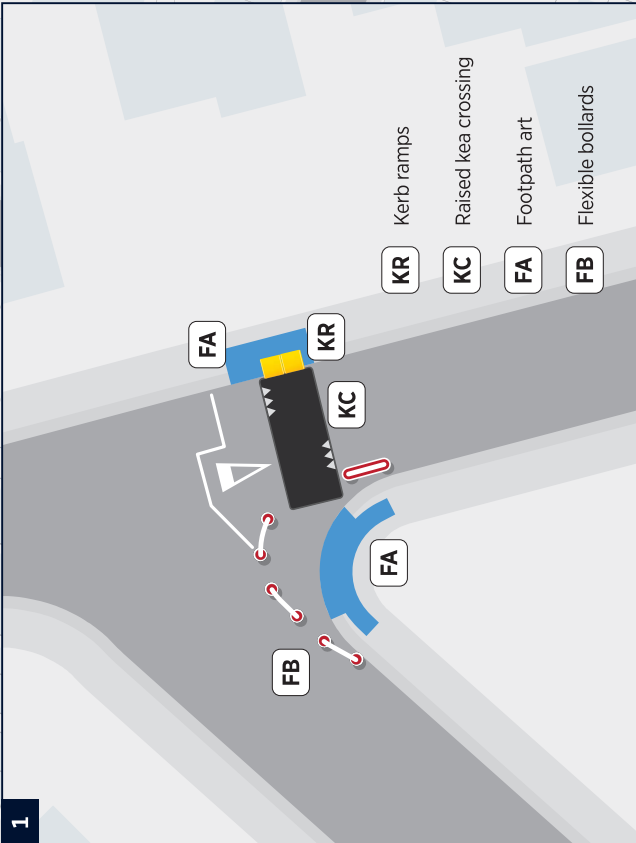 1
FA
KR
KC
FA
FB
KR Kerb ramps
KC Raised kea crossing
FA Footpath art
FB Flexible bollards